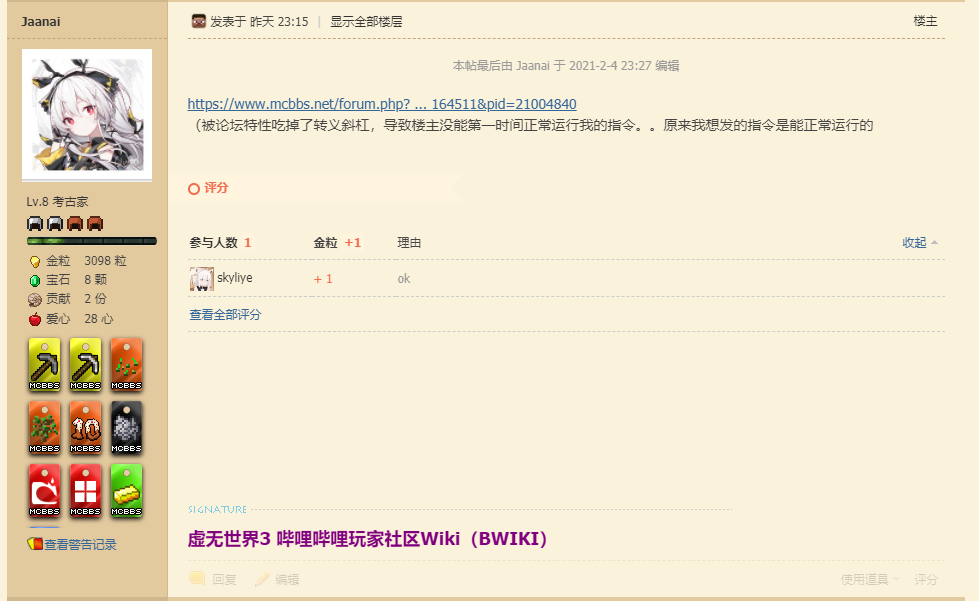 Jaanai
发表于 昨天 23:15 | 显示全部楼层
楼主
本帖最后由 Jaanai 于 2021-2-4 23:27 编辑
https://www.mcbbs.net/forum.php? ... 164511&pid=21004840
（被论坛特性吃掉了转义斜杠，导致楼主没能第一时间正常运行我的指令。。原来我想发的指令是能正常运行的
Lv.8 考古家
金粒 3098 粒
宝石 8 颗
贡献 2 份
爱心 28 心
MCBBS MCBBS MCBBS
10
MCBBS MCBBS MCBBS
MCBBS MCBBS MCBBS
查看警告记录
评分
参与人数 1 金粒 +1 理由 收起
skyliye + 1 ok
查看全部评分
SIGNATURE
虚无世界3 哔哩哔哩玩家社区Wiki（BWIKI）
回复 编辑 使用道具 评分